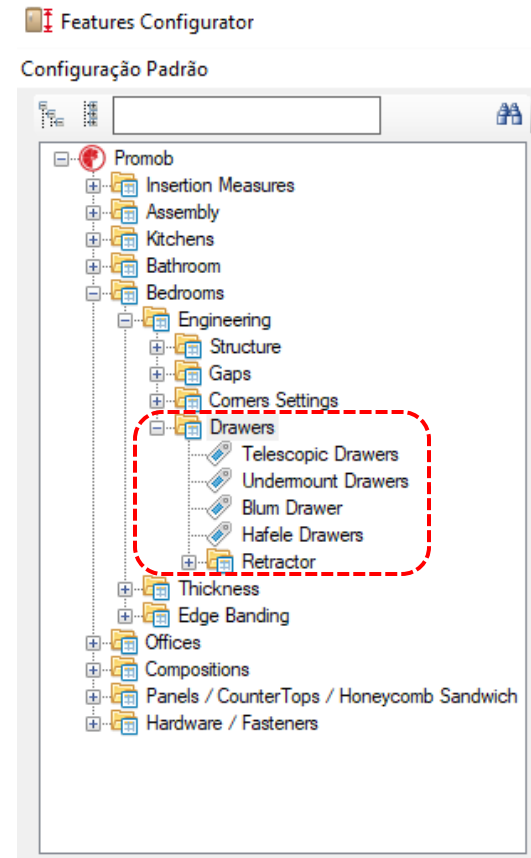 Features Configurator
Configuração Padrão
Promob
Insertion Measures
Assembly
Kitchens
Bathroom
Bedrooms
Engineering
Structure
Gaps
Corners Settings
Drawers
Telescopic Drawers
Undermount Drawers
Blum Drawer
Hafele Drawers
Retractor
Thickness
Edge Banding
Offices
Compositions
Panels / CounterTops / Honeycomb Sandwich
Hardware / Fasteners